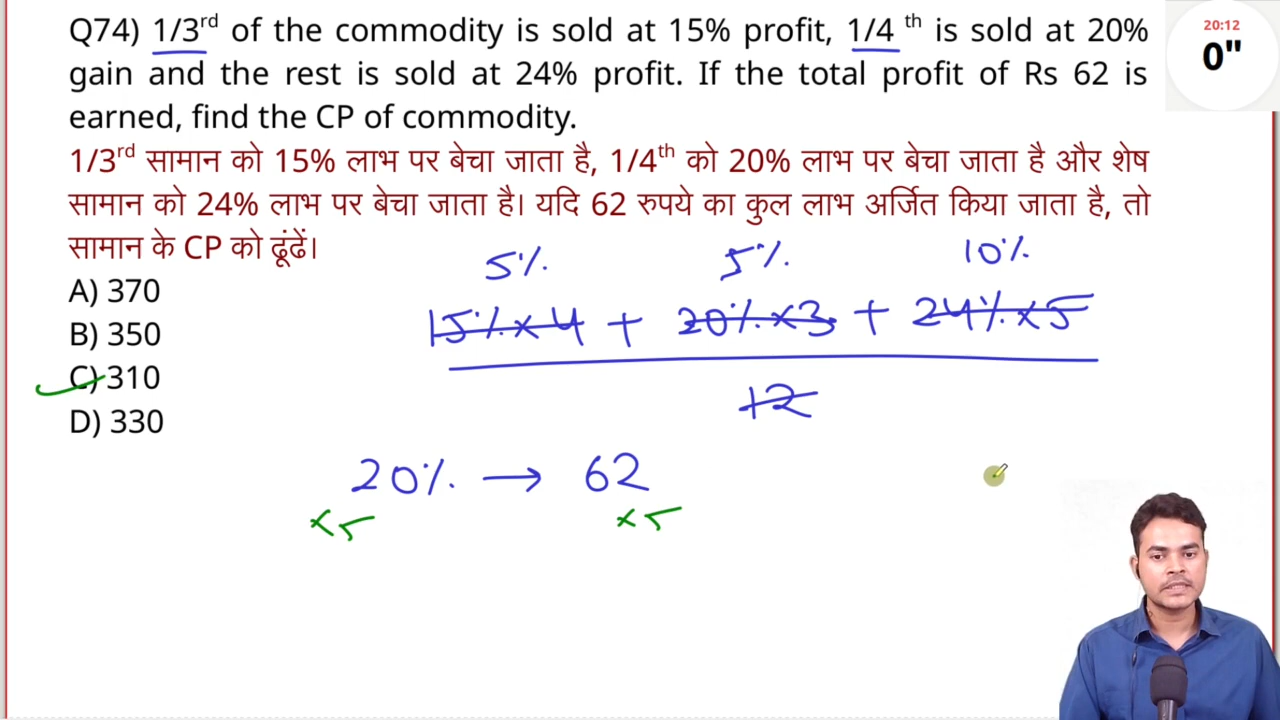 Q74) 1/3rd of the commodity is sold at 15% profit, 1/4 th is sold at 20%
gain and the rest is sold at 24% profit. If the total profit of Rs 62 is
earned, find the CP of commodity.
1/3rd सामान को 15% लाभ पर बेचा जाता है, 1/4th को 20% लाभ पर बेचा जाता है और शेष
सामान को 24% लाभ पर बेचा जाता है। यदि 62 रुपये का कुल लाभ अर्जित किया जाता है, तो
सामान के CP को ढूंढें।
A) 370
B) 350
C) 310
D) 330
20:12
0"
5% 5% 10%
15%×4 + 20%×3 + 24%×5
12
20% → 62
×5 ×5